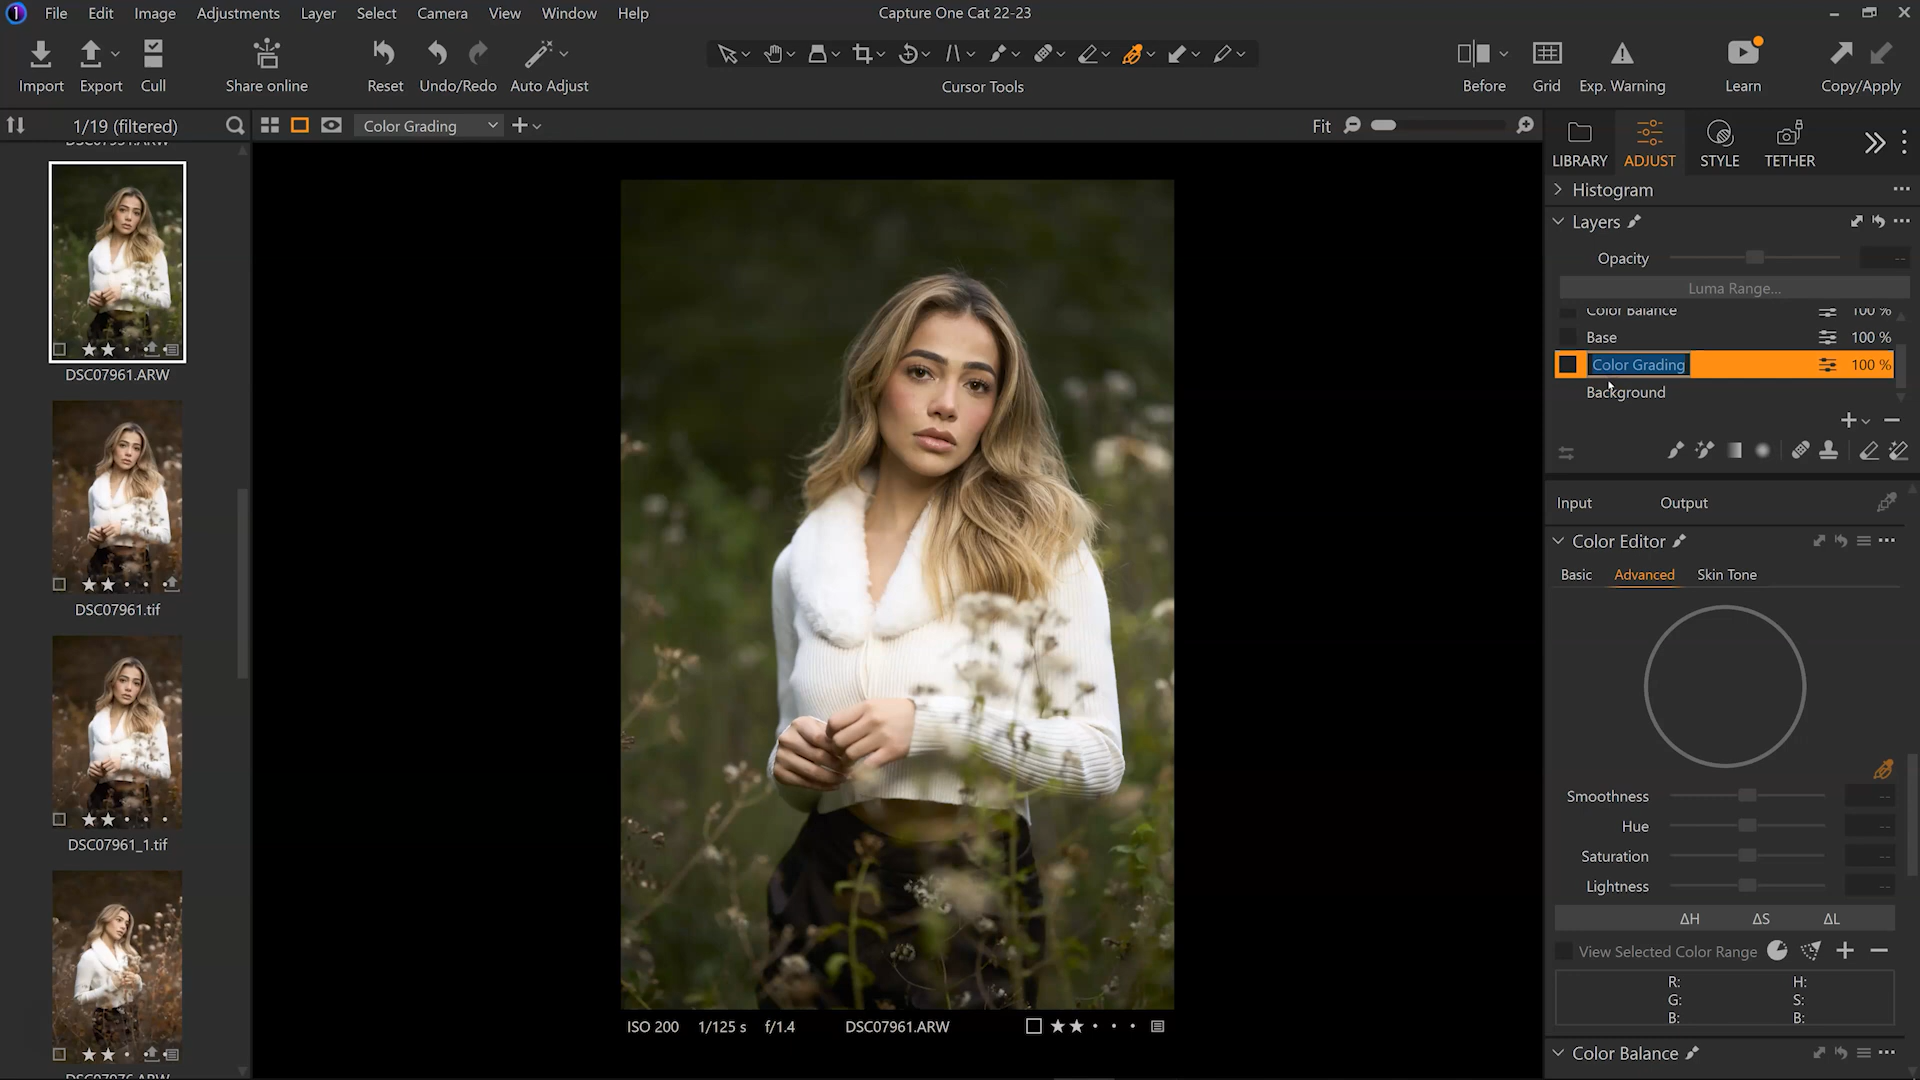 File Edit Image Adjustments Layer Select Camera View Window Help
Capture One Cat 22-23
Import Export Cull Share online Reset Undo/Redo Auto Adjust Cursor Tools Before Grid Exp. Warning Learn Copy/Apply
1/19 (filtered)
Color Grading
Fit
LIBRARY ADJUST STYLE TETHER
Histogram
Layers
Opacity --
Luma Range...
Color Balance 100 %
Base 100 %
Color Grading 100 %
Background
Input Output
Color Editor
Basic Advanced Skin Tone
Smoothness --
Hue --
Saturation --
Lightness --
ΔH ΔS ΔL
View Selected Color Range
R: H:
G: S:
B: B:
Color Balance
DSC07961.ARW
DSC07961.tif
DSC07961_1.tif
DSC07976.ARW
ISO 200 1/125 s f/1.4 DSC07961.ARW